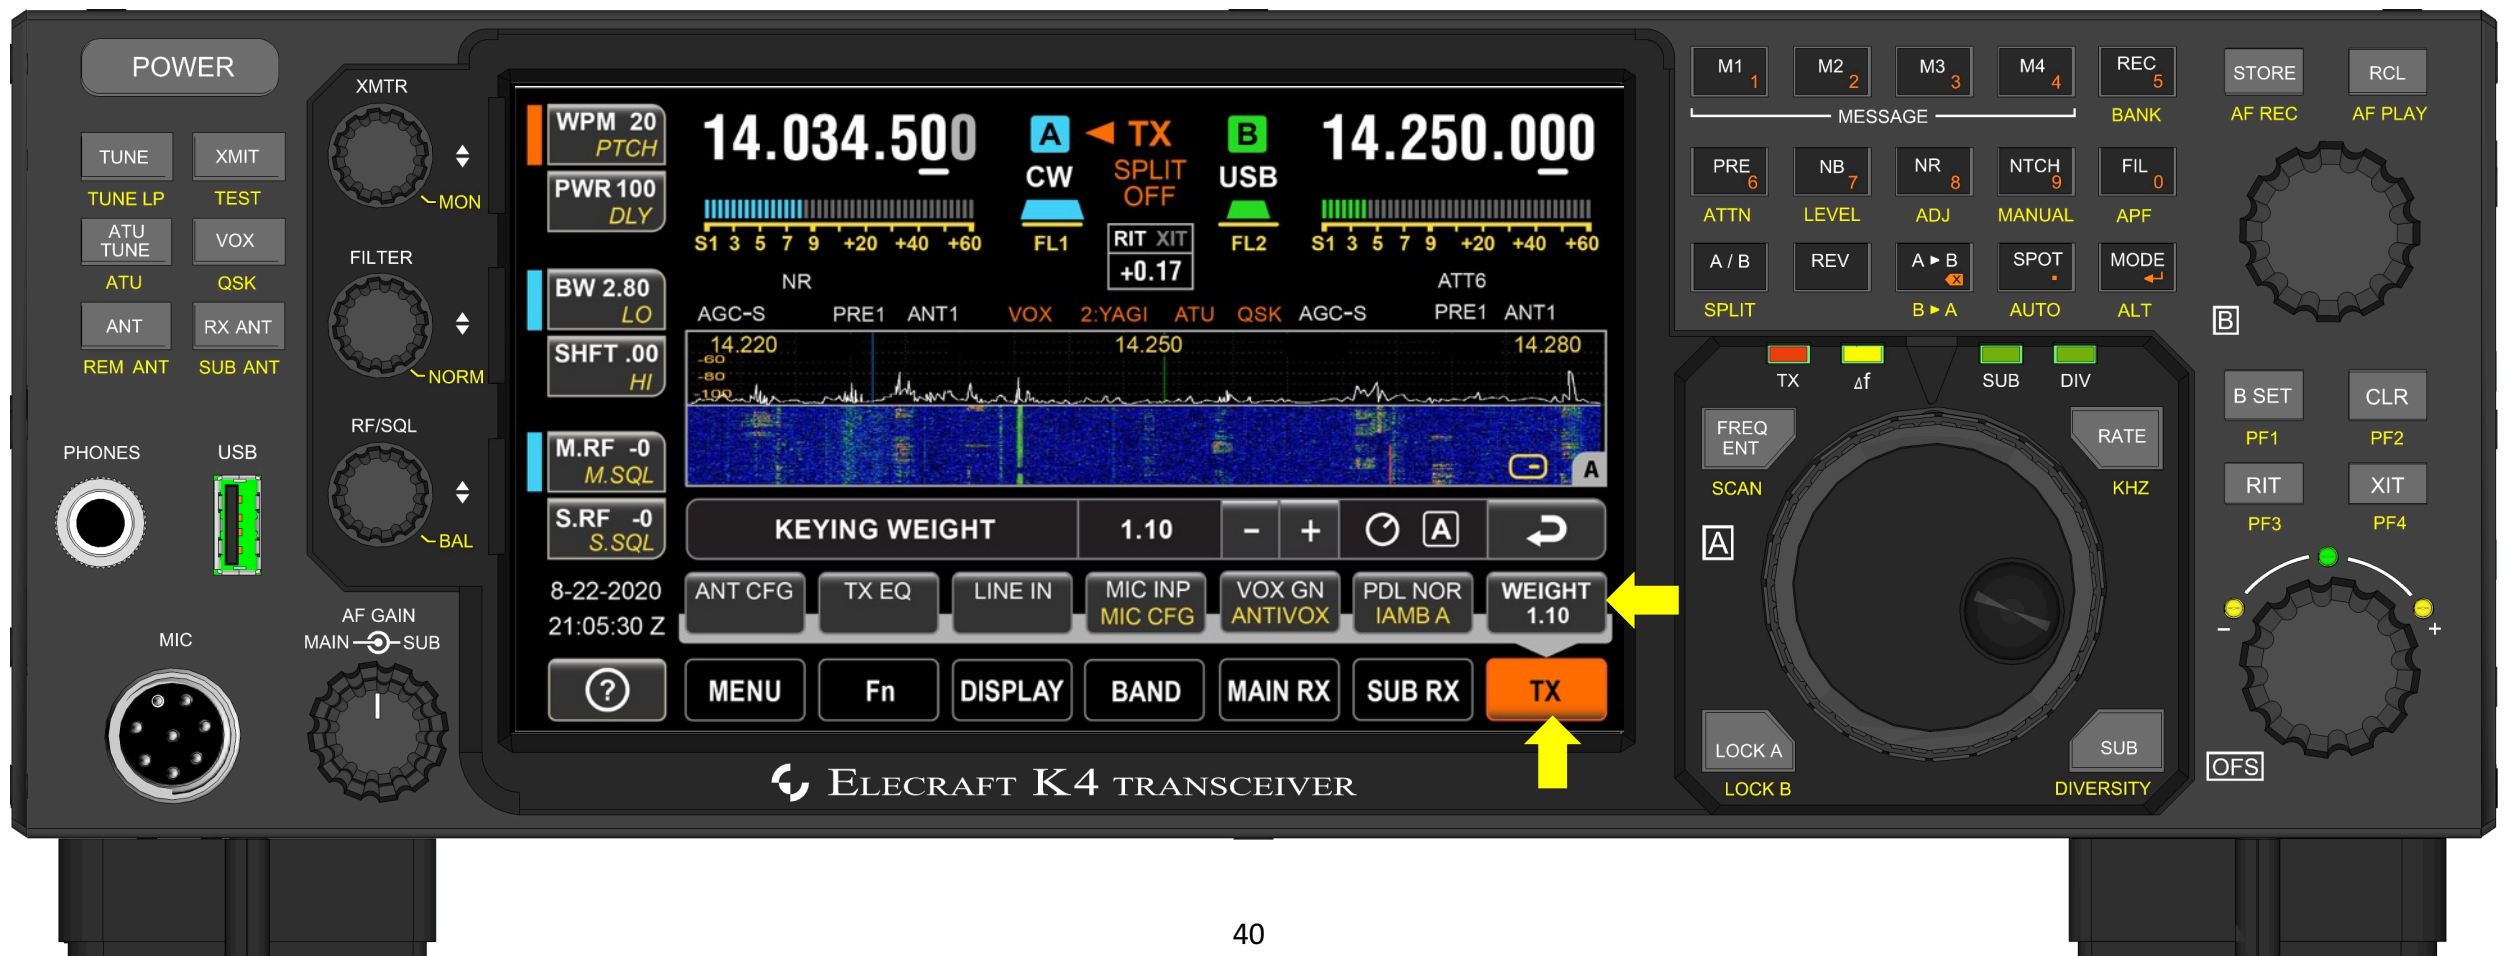 POWER
XMTR
TUNE XMIT
TUNE LP TEST
MON
ATU TUNE VOX
ATU QSK
FILTER
ANT RX ANT
REM ANT SUB ANT
NORM
RF/SQL
PHONES USB
BAL
AF GAIN
MAIN SUB
MIC
WPM 20
PTCH
PWR 100
DLY
BW 2.80
LO
SHFT .00
HI
M.RF -0
M.SQL
S.RF -0
S.SQL
8-22-2020
21:05:30 Z
?
14.034.500 A TX B 14.250.000
CW SPLIT OFF USB
S1 3 5 7 9 +20 +40 +60 FL1 RIT XIT FL2 S1 3 5 7 9 +20 +40 +60
+0.17
NR ATT6
AGC-S PRE1 ANT1 VOX 2:YAGI ATU QSK AGC-S PRE1 ANT1
14.220 14.250 14.280
-60
-80
-100
A
KEYING WEIGHT 1.10 - + A
ANT CFG TX EQ LINE IN MIC INP VOX GN PDL NOR WEIGHT
MIC CFG ANTIVOX IAMB A 1.10
MENU Fn DISPLAY BAND MAIN RX SUB RX TX
ELECRAFT K4 TRANSCEIVER
M1 1 M2 2 M3 3 M4 4 REC 5 STORE RCL
MESSAGE BANK AF REC AF PLAY
PRE 6 NB 7 NR 8 NTCH 9 FIL 0
ATTN LEVEL ADJ MANUAL APF
A / B REV A ▸ B SPOT . MODE
SPLIT B ▸ A AUTO ALT
B
TX Δf SUB DIV
FREQ ENT RATE
SCAN KHZ
A
B SET CLR
PF1 PF2
RIT XIT
PF3 PF4
− +
LOCK A SUB
LOCK B DIVERSITY
OFS
40